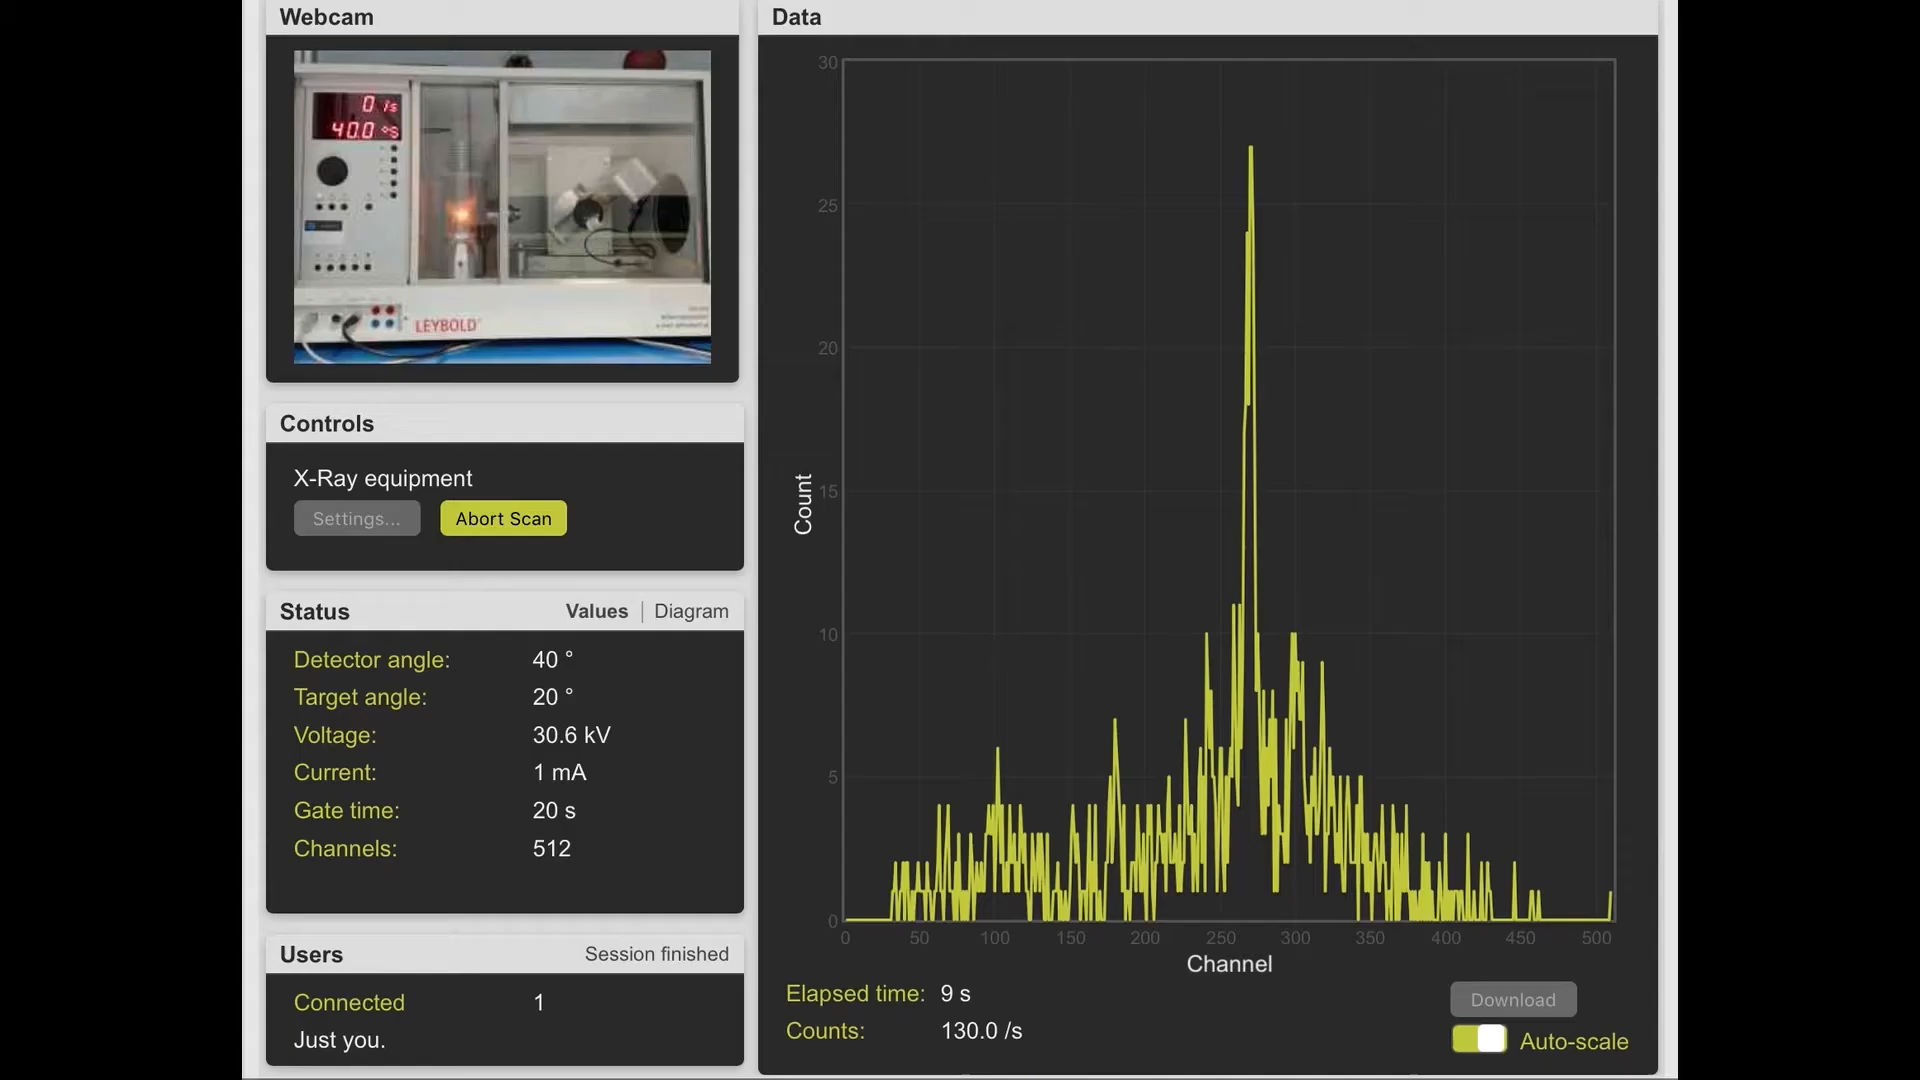 Webcam
0 1/s
40.0 °S
LEYBOLD
Controls
X-Ray equipment
Settings...
Abort Scan
Status
Values | Diagram
Detector angle: 40 °
Target angle: 20 °
Voltage: 30.6 kV
Current: 1 mA
Gate time: 20 s
Channels: 512
Users
Session finished
Connected 1
Just you.
Data
30
25
20
15
10
5
0
Count
0 50 100 150 200 250 300 350 400 450 500
Channel
Elapsed time: 9 s
Counts: 130.0 /s
Download
Auto-scale